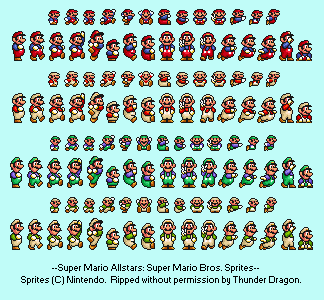 --Super Mario Allstars: Super Mario Bros. Sprites--
Sprites (C) Nintendo.  Ripped without permission by Thunder Dragon.